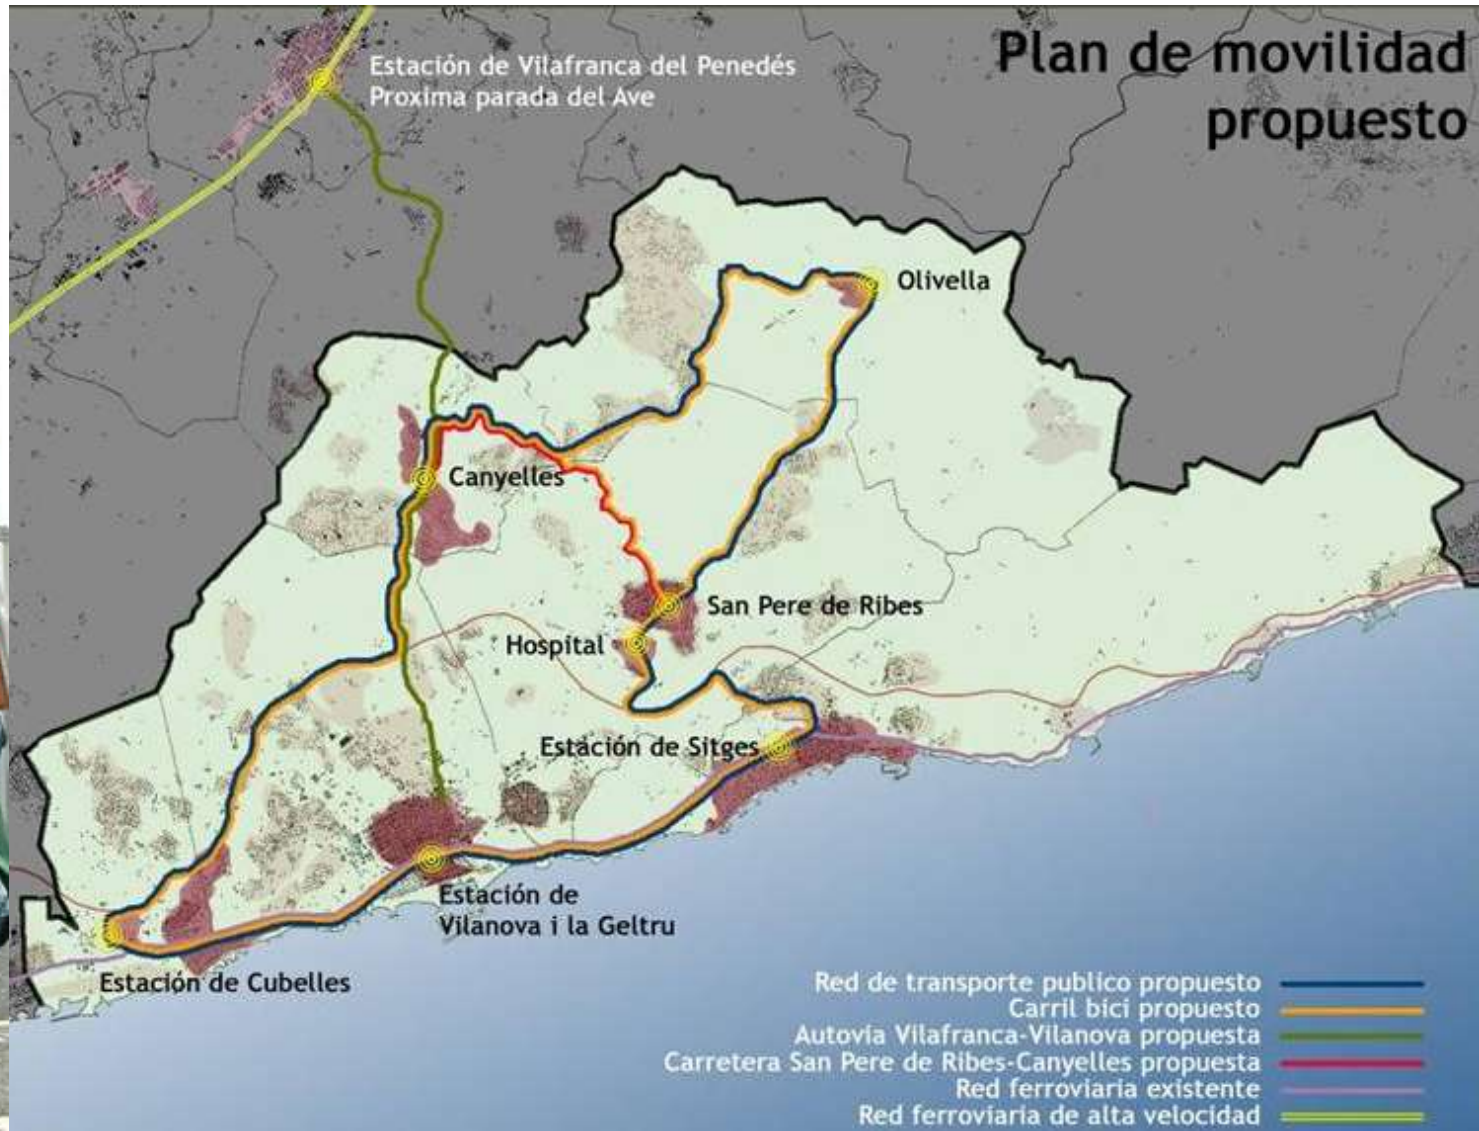 Plan de movilidad
propuesto
Estación de Vilafranca del Penedés
Proxima parada del Ave
Olivella
Canyelles
San Pere de Ribes
Hospital
Estación de Sitges
Estación de
Vilanova i la Geltru
Estación de Cubelles
Red de transporte publico propuesto
Carril bici propuesto
Autovia Vilafranca-Vilanova propuesta
Carretera San Pere de Ribes-Canyelles propuesta
Red ferroviaria existente
Red ferroviaria de alta velocidad